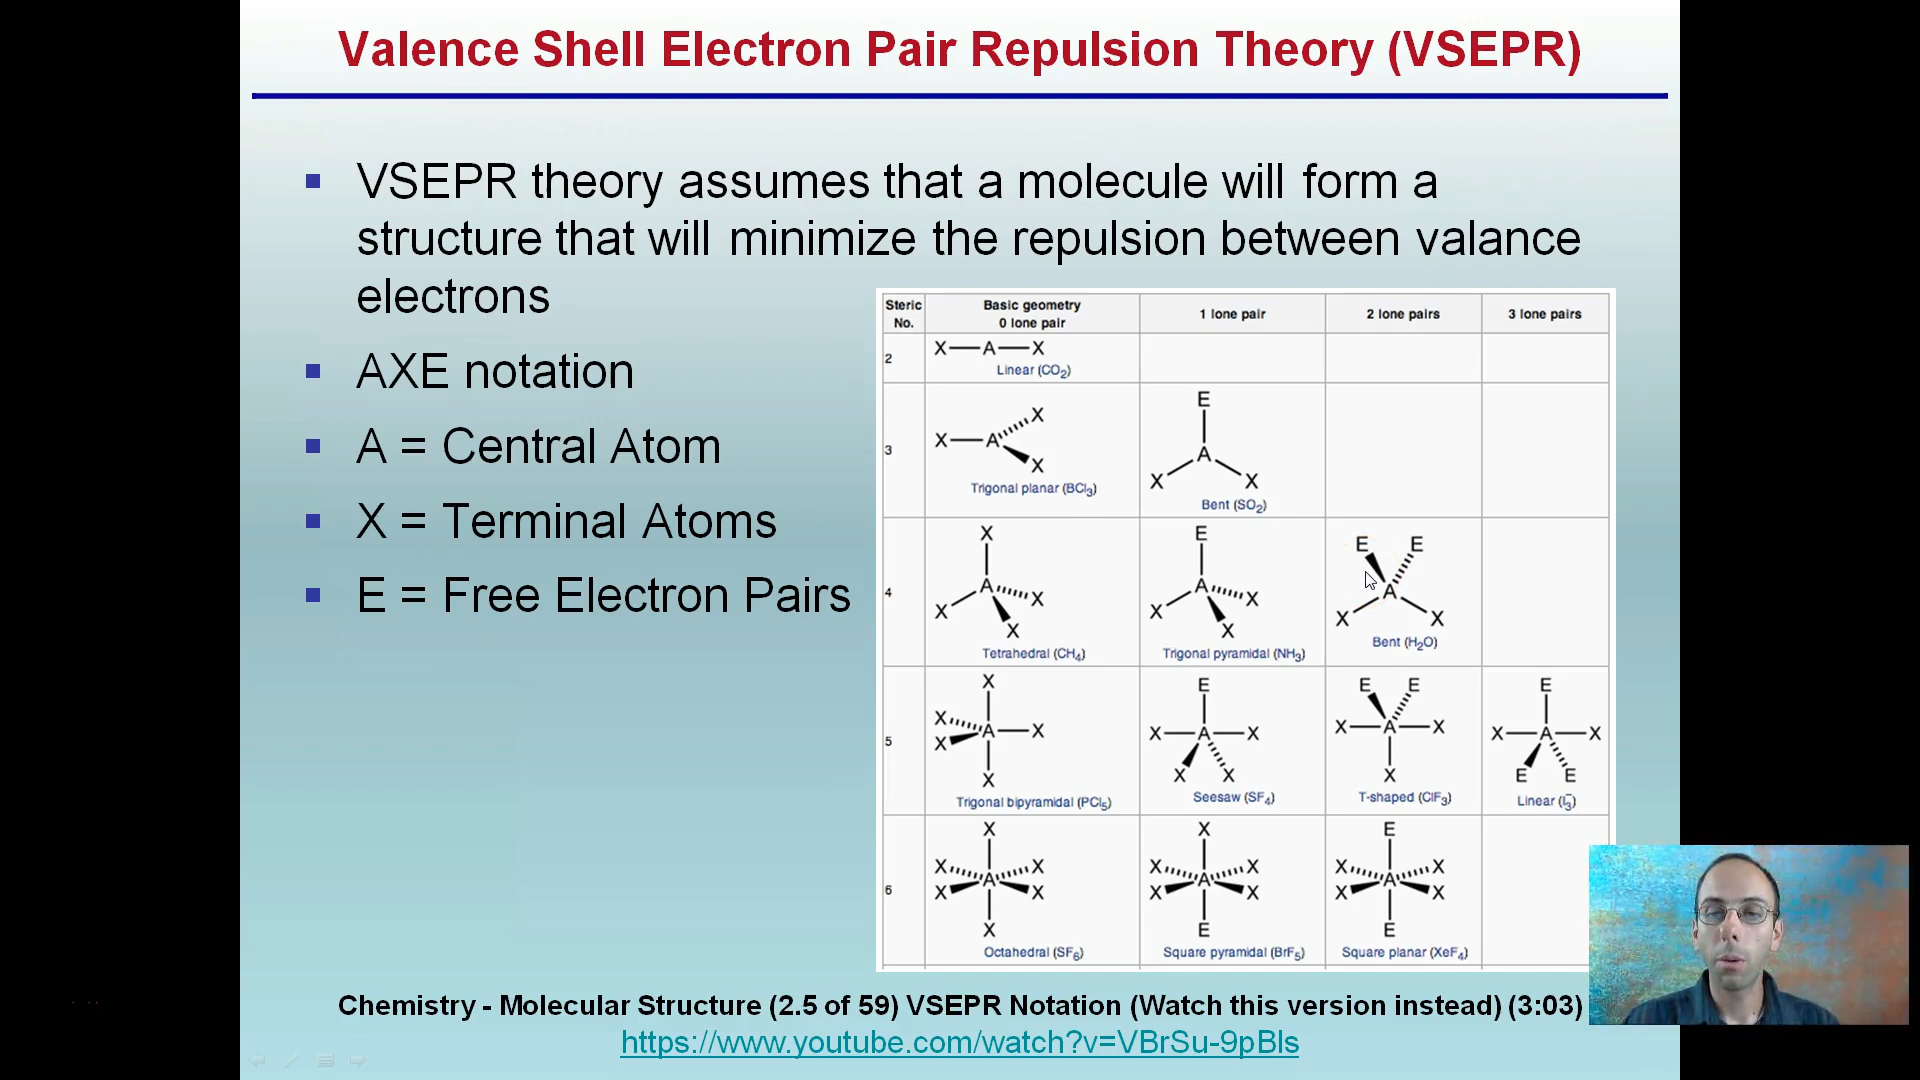 Valence Shell Electron Pair Repulsion Theory (VSEPR)
VSEPR theory assumes that a molecule will form a
structure that will minimize the repulsion between valance
electrons
AXE notation
A = Central Atom
X = Terminal Atoms
E = Free Electron Pairs
Steric No.
Basic geometry
0 lone pair
1 lone pair
2 lone pairs
3 lone pairs
2
X A X
Linear (CO₂)
3
X A X X
Trigonal planar (BCl₃)
E A X X
Bent (SO₂)
4
X A X X X
Tetrahedral (CH₄)
E A X X X
Trigonal pyramidal (NH₃)
E E A X X
Bent (H₂O)
5
X X X A X X
Trigonal bipyramidal (PCl₅)
E X A X X X
Seesaw (SF₄)
E E X A X X
T-shaped (ClF₃)
E X A X E E
Linear (I₃⁻)
6
X X X A X X X
Octahedral (SF₆)
X X X A X X E
Square pyramidal (BrF₅)
E X X A X X E
Square planar (XeF₄)
Chemistry - Molecular Structure (2.5 of 59) VSEPR Notation (Watch this version instead) (3:03)
https://www.youtube.com/watch?v=VBrSu-9pBls